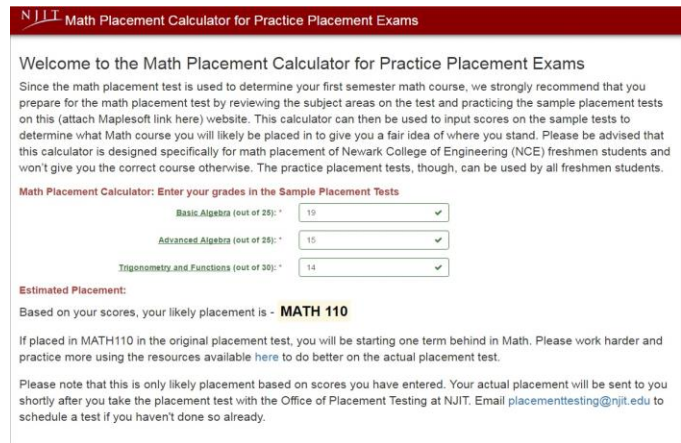 NJIT Math Placement Calculator for Practice Placement Exams
Welcome to the Math Placement Calculator for Practice Placement Exams
Since the math placement test is used to determine your first semester math course, we strongly recommend that you
prepare for the math placement test by reviewing the subject areas on the test and practicing the sample placement tests
on this (attach Maplesoft link here) website. This calculator can then be used to input scores on the sample tests to
determine what Math course you will likely be placed in to give you a fair idea of where you stand. Please be advised that
this calculator is designed specifically for math placement of Newark College of Engineering (NCE) freshmen students and
won't give you the correct course otherwise. The practice placement tests, though, can be used by all freshmen students.
Math Placement Calculator: Enter your grades in the Sample Placement Tests
Basic Algebra (out of 25): * 19
Advanced Algebra (out of 25): * 15
Trigonometry and Functions (out of 30): * 14
Estimated Placement:
Based on your scores, your likely placement is - MATH 110
If placed in MATH110 in the original placement test, you will be starting one term behind in Math. Please work harder and
practice more using the resources available here to do better on the actual placement test.
Please note that this is only likely placement based on scores you have entered. Your actual placement will be sent to you
shortly after you take the placement test with the Office of Placement Testing at NJIT. Email placementtesting@njit.edu to
schedule a test if you haven't done so already.